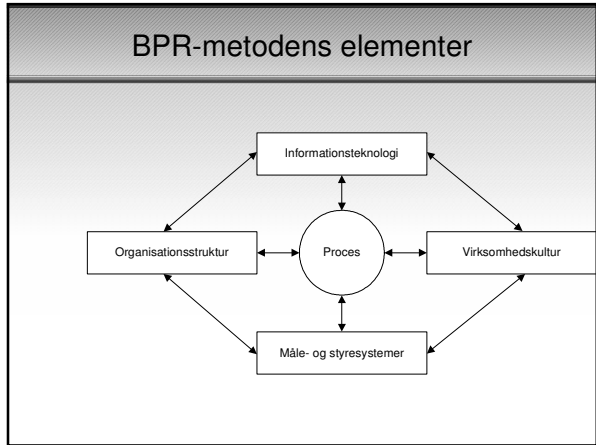 BPR-metodens elementer
Informationsteknologi
Organisationsstruktur
Proces
Virksomhedskultur
Måle- og styresystemer